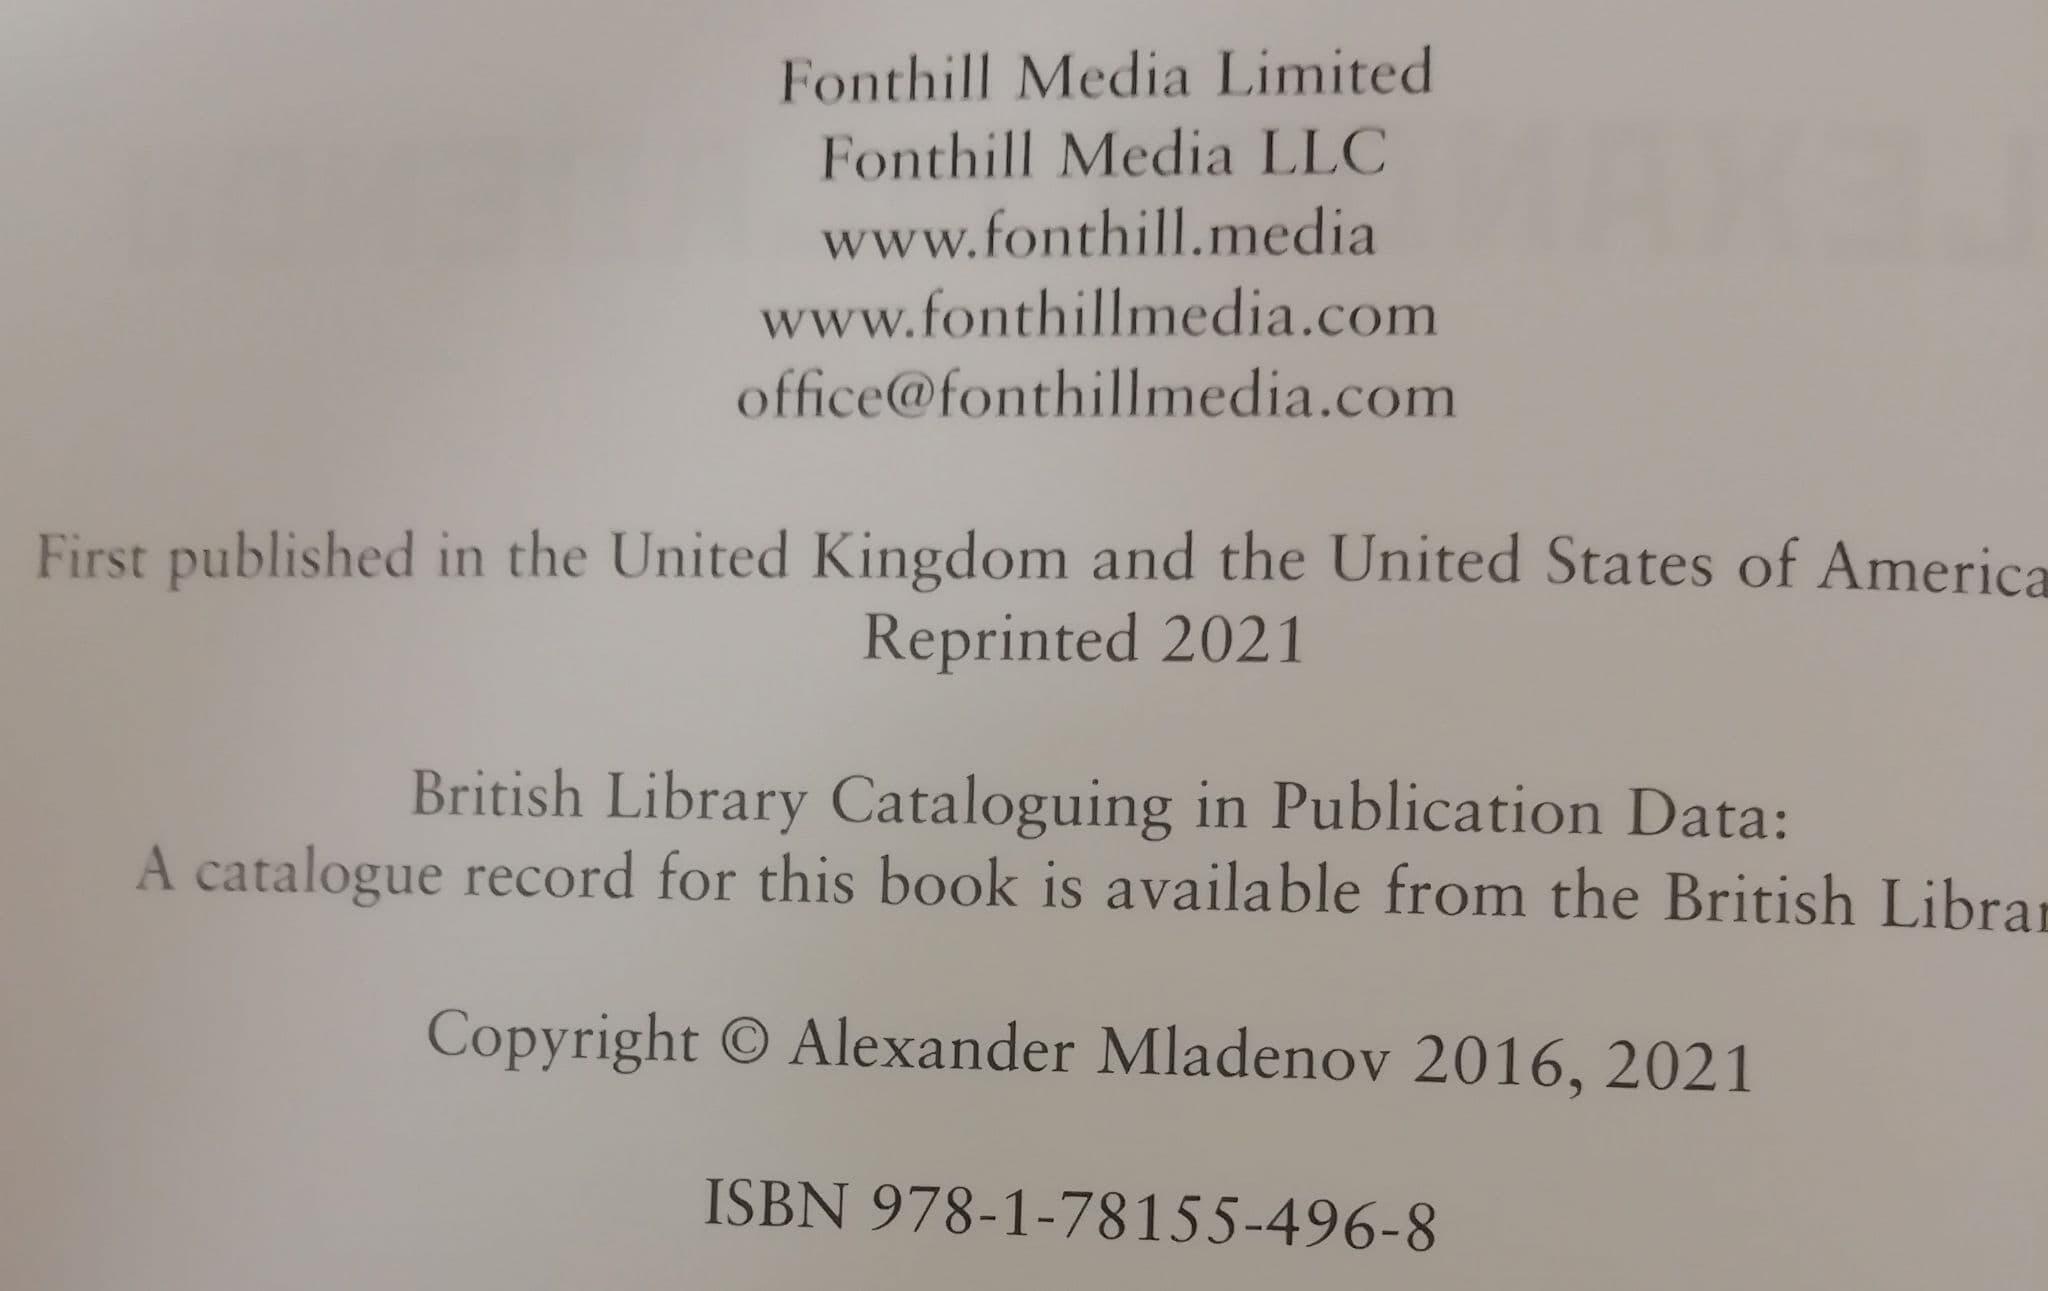 Fonthill Media Limited
Fonthill Media LLC
www.fonthill.media
www.fonthillmedia.com
office@fonthillmedia.com
First published in the United Kingdom and the United States of America
Reprinted 2021
British Library Cataloguing in Publication Data:
A catalogue record for this book is available from the British Librar
Copyright © Alexander Mladenov 2016, 2021
ISBN 978-1-78155-496-8